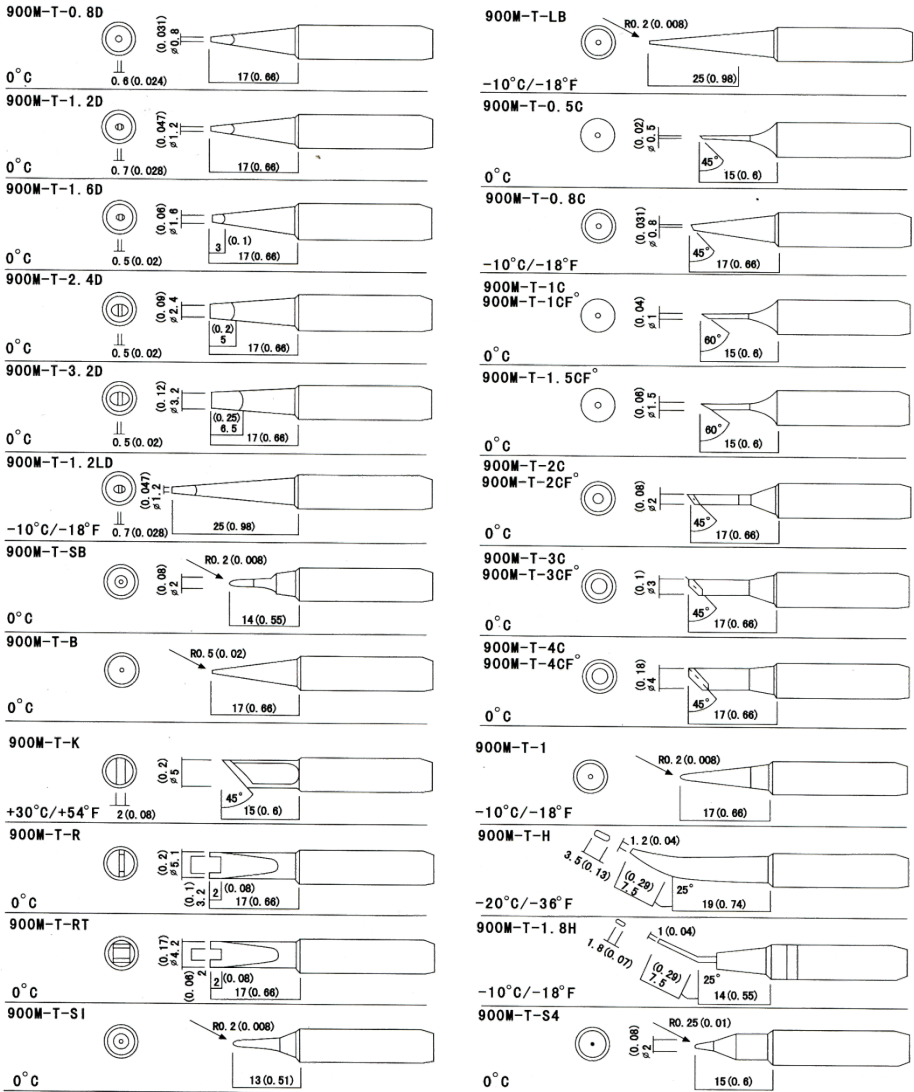 900M-T-0.8D
(0.031)
ø0.8
0.6(0.024)
17(0.66)
0°C
900M-T-1.2D
(0.047)
ø1.2
0.7(0.028)
17(0.66)
0°C
900M-T-1.6D
(0.06)
ø1.6
3 (0.1)
0.5(0.02)
17(0.66)
0°C
900M-T-2.4D
(0.09)
ø2.4
(0.2)
5
0.5(0.02)
17(0.66)
0°C
900M-T-3.2D
(0.12)
ø3.2
(0.25)
6.5
0.5(0.02)
17(0.66)
0°C
900M-T-1.2LD
(0.047)
ø1.2
25(0.98)
-10°C/-18°F
0.7(0.028)
900M-T-SB
R0.2(0.008)
(0.08)
ø2
14(0.55)
0°C
900M-T-B
R0.5(0.02)
17(0.66)
0°C
900M-T-K
(0.2)
ø5
45°
15(0.6)
+30°C/+54°F
2(0.08)
900M-T-R
(0.2)
ø5.1
(0.1)
3.2
2 (0.08)
17(0.66)
0°C
900M-T-RT
(0.17)
ø4.2
(0.06)
2
2 (0.08)
17(0.66)
0°C
900M-T-SI
R0.2(0.008)
13(0.51)
0°C
900M-T-LB
R0.2(0.008)
25(0.98)
-10°C/-18°F
900M-T-0.5C
(0.02)
ø0.5
45°
15(0.6)
0°C
900M-T-0.8C
(0.031)
ø0.8
45°
17(0.66)
-10°C/-18°F
900M-T-1C
900M-T-1CF°
(0.04)
ø1
60°
15(0.6)
0°C
900M-T-1.5CF°
(0.06)
ø1.5
60°
15(0.6)
0°C
900M-T-2C
900M-T-2CF°
(0.08)
ø2
45°
17(0.66)
0°C
900M-T-3C
900M-T-3CF°
(0.1)
ø3
45°
17(0.66)
0°C
900M-T-4C
900M-T-4CF°
(0.18)
ø4
45°
17(0.66)
0°C
900M-T-1
R0.2(0.008)
17(0.66)
-10°C/-18°F
900M-T-H
1.2(0.04)
3.5(0.13)
(0.29)
7.5
25°
19(0.74)
-20°C/-36°F
900M-T-1.8H
1(0.04)
1.8(0.07)
(0.29)
7.5
25°
14(0.55)
-10°C/-18°F
900M-T-S4
R0.25(0.01)
(0.08)
ø2
15(0.6)
0°C